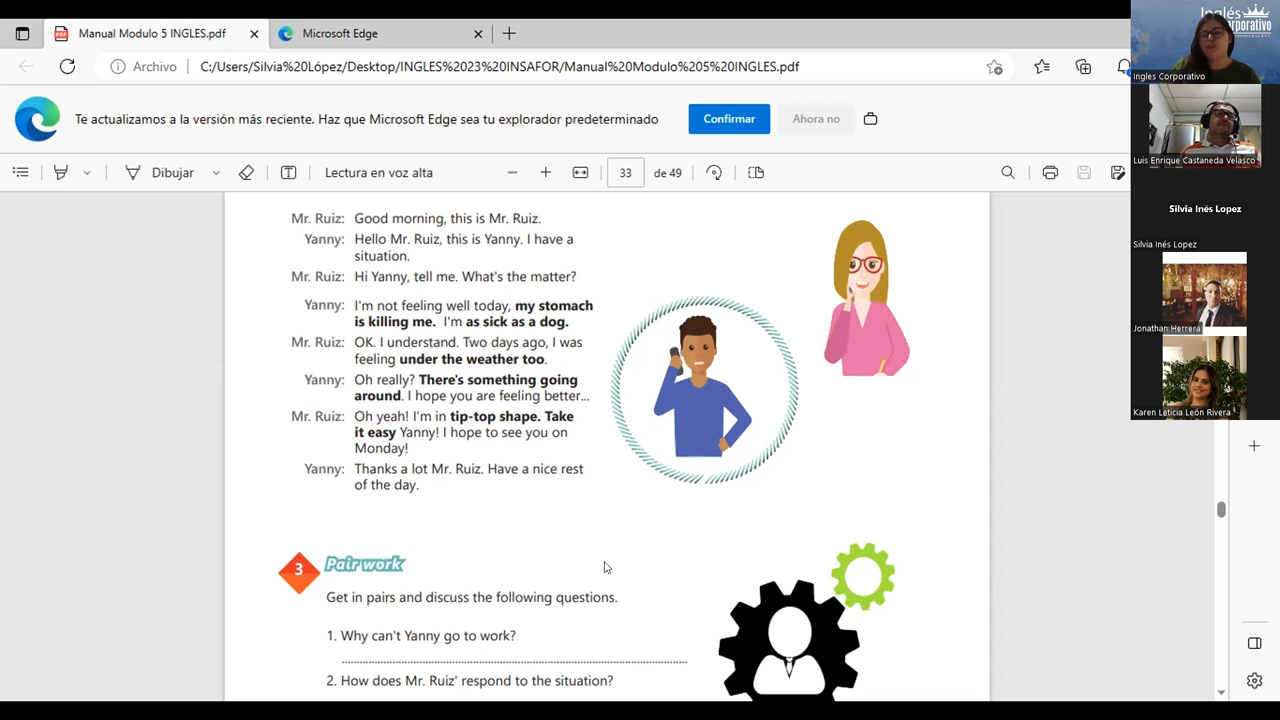 Manual Modulo 5 INGLES.pdf
Microsoft Edge
Archivo
C:/Users/Silvia%20López/Desktop/INGLES%2023%20INSAFOR/Manual%20Modulo%205%20INGLES.pdf
Te actualizamos a la versión más reciente. Haz que Microsoft Edge sea tu explorador predeterminado
Confirmar
Ahora no
Dibujar
Lectura en voz alta
33
de 49
Mr. Ruiz: Good morning, this is Mr. Ruiz.
Yanny: Hello Mr. Ruiz, this is Yanny. I have a
situation.
Mr. Ruiz: Hi Yanny, tell me. What's the matter?
Yanny: I'm not feeling well today, my stomach
is killing me. I'm as sick as a dog.
Mr. Ruiz: OK. I understand. Two days ago, I was
feeling under the weather too.
Yanny: Oh really? There's something going
around. I hope you are feeling better...
Mr. Ruiz: Oh yeah! I'm in tip-top shape. Take
it easy Yanny! I hope to see you on
Monday!
Yanny: Thanks a lot Mr. Ruiz. Have a nice rest
of the day.
3
Pair work
Get in pairs and discuss the following questions.
1. Why can't Yanny go to work?
2. How does Mr. Ruiz' respond to the situation?
Inglés
Corporativo
Ingles Corporativo
Luis Enrique Castaneda Velasco
Silvia Inés Lopez
Silvia Inés Lopez
Jonathan Herrera
Karen Leticia León Rivera